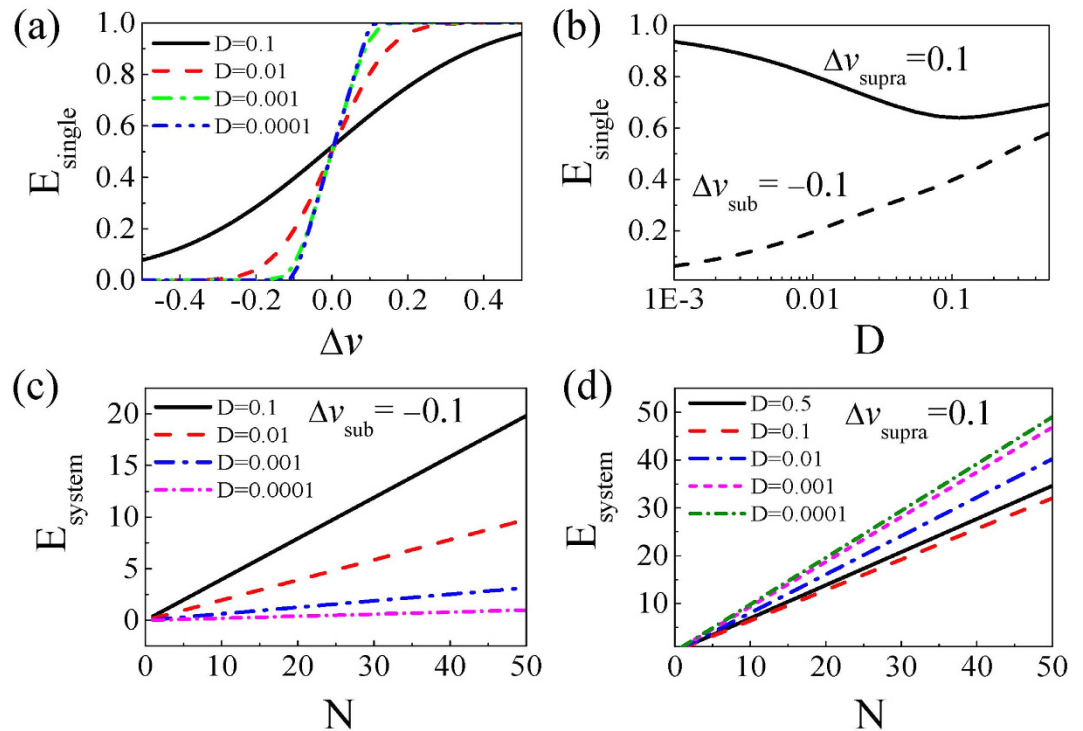 (a)
E single
1.0
0.8
0.6
0.4
0.2
0.0
D=0.1
D=0.01
D=0.001
D=0.0001
-0.4 -0.2 0.0 0.2 0.4
Δv
(b)
E single
1.0
0.8
0.6
0.4
0.2
Δv supra =0.1
Δv sub = –0.1
1E-3 0.01 0.1
D
(c)
E system
20
15
10
5
0
D=0.1
D=0.01
D=0.001
D=0.0001
Δv sub = –0.1
0 10 20 30 40 50
N
(d)
E system
50
40
30
20
10
D=0.5
D=0.1
D=0.01
D=0.001
D=0.0001
Δv supra =0.1
0 10 20 30 40 50
N